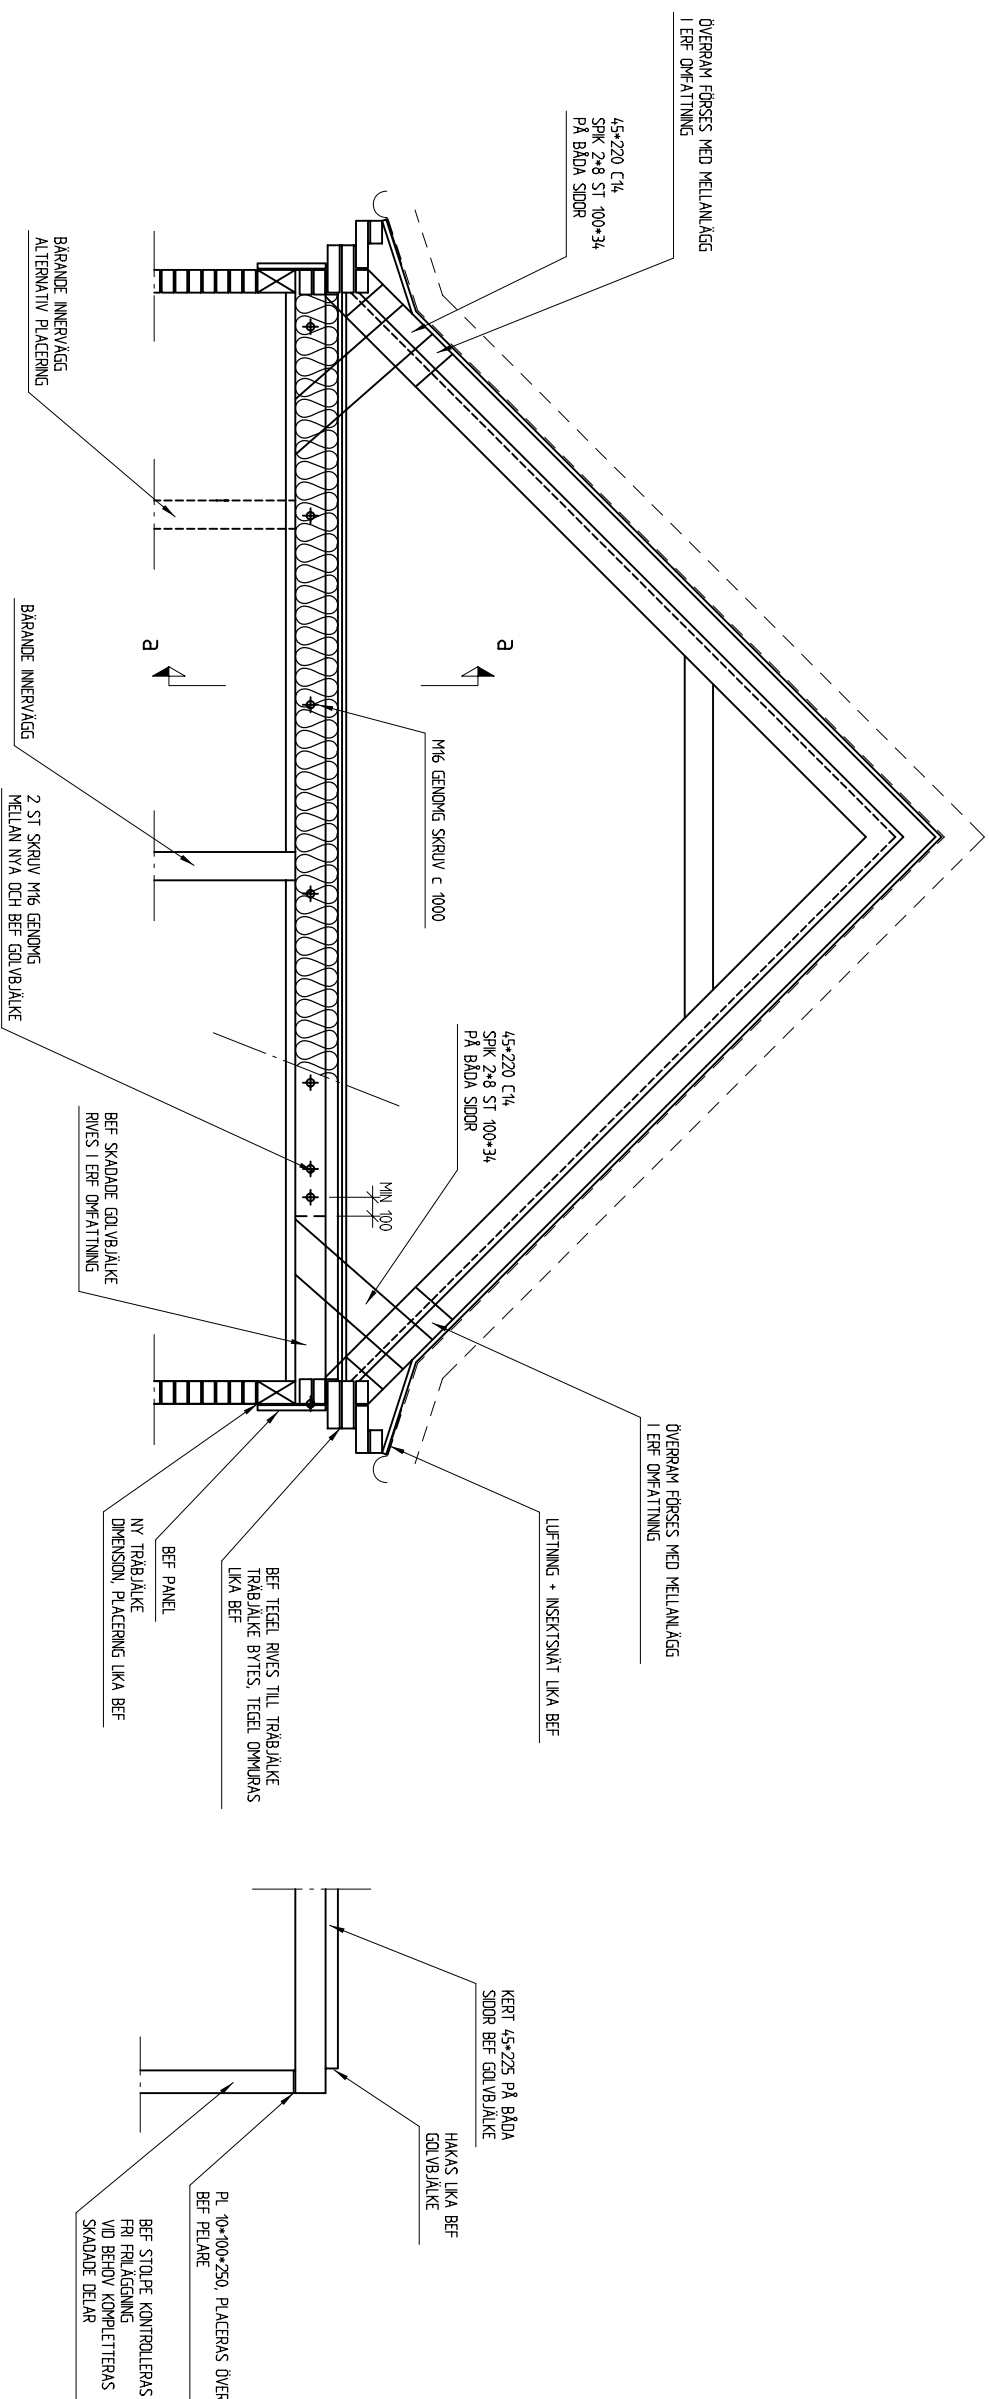 ÖVERRAM FÖRSES MED MELLANLÄGG
I ERF OMFATTNING
45*220 C14
SPIK 2*8 ST 100*34
PÅ BÅDA SIDOR
BÄRANDE INNERVÄGG
ALTERNATIV PLACERING
a
a
BÄRANDE INNERVÄGG
M16 GENOMG SKRUV c 1000
2 ST SKRUV M16 GENOMG
MELLAN NYA OCH BEF GOLVBJÄLKE
45*220 C14
SPIK 2*8 ST 100*34
PÅ BÅDA SIDOR
MIN 100
BEF SKADADE GOLVBJÄLKE
RIVES I ERF OMFATTNING
ÖVERRAM FÖRSES MED MELLANLÄGG
I ERF OMFATTNING
LUFTNING + INSEKTSNÄT LIKA BEF
BEF TEGEL RIVES TILL TRÄBJÄLKE
TRÄBJÄLKE BYTES, TEGEL OMMURAS
LIKA BEF
BEF PANEL
NY TRÄBJÄLKE
DIMENSION, PLACERING LIKA BEF
KERT 45*225 PÅ BÅDA
SIDOR BEF GOLVBJÄLKE
HAKAS LIKA BEF
GOLVBJÄLKE
PL 10*100*250, PLACERAS ÖVER
BEF PELARE
BEF STOLPE KONTROLLERAS
FRI FRILÄGGNING
VID BEHOV KOMPLETTERAS
SKADADE DELAR